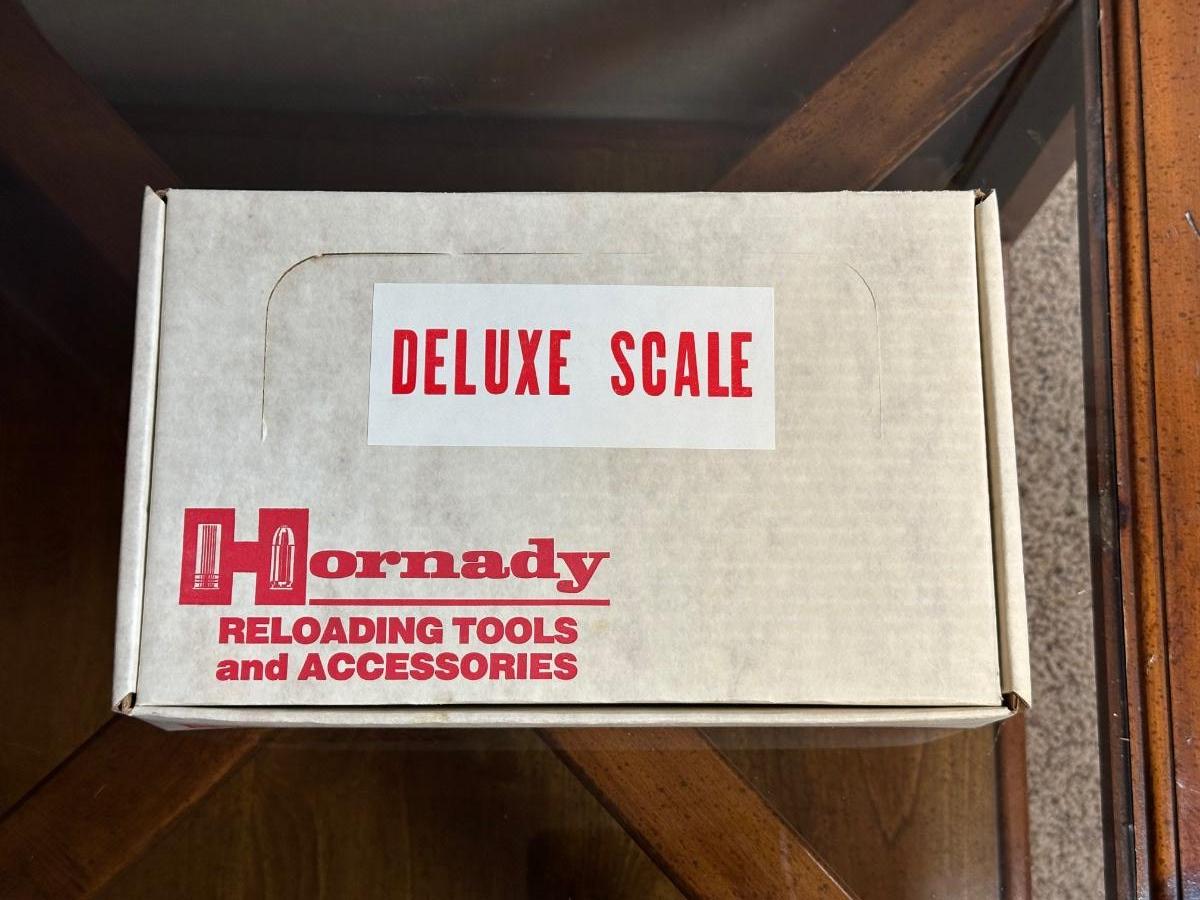 DELUXE SCALE
Hornady
RELOADING TOOLS
and ACCESSORIES